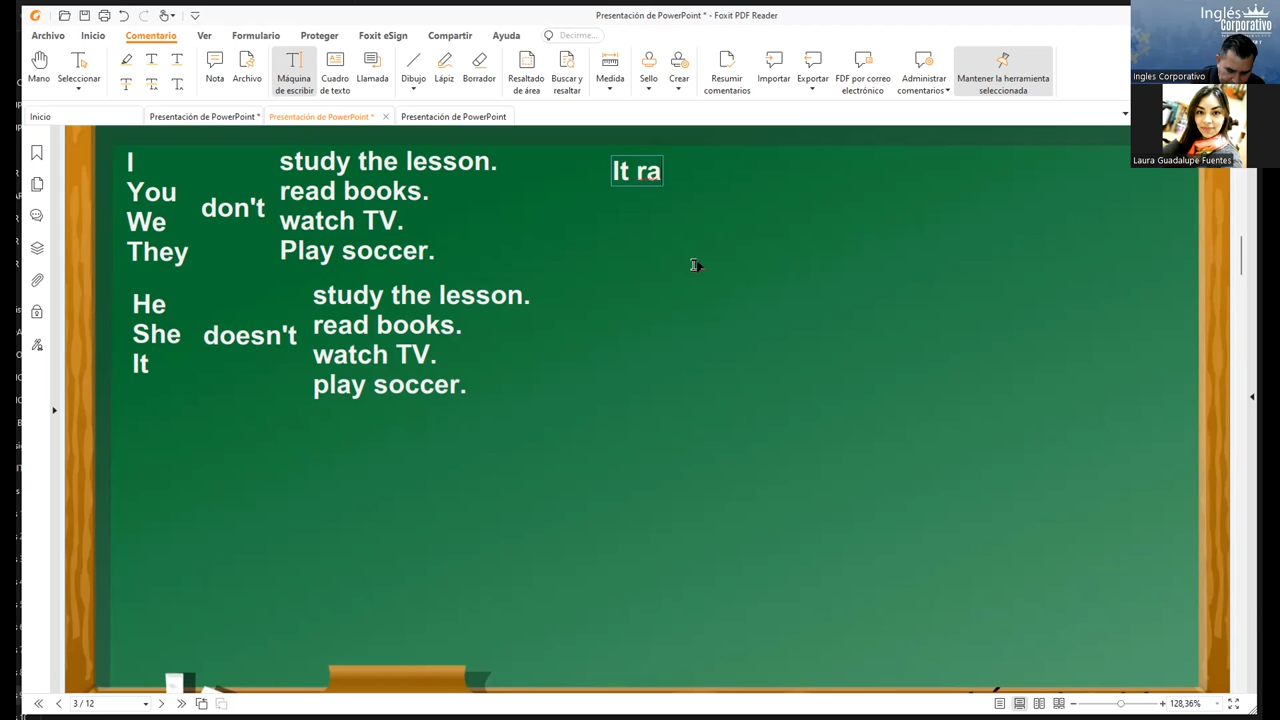 Presentación de PowerPoint * - Foxit PDF Reader
Archivo Inicio Comentario Ver Formulario Proteger Foxit eSign Compartir Ayuda Decirme...
Mano Seleccionar Nota Archivo Máquina de escribir Cuadro de texto Llamada Dibujo Lápiz Borrador Resaltado de área Buscar y resaltar Medida Sello Crear Resumir comentarios Importar Exportar FDF por correo electrónico Administrar comentarios Mantener la herramienta seleccionada
Inglés
Corporativo
Ingles Corporativo
Laura Guadalupe Fuentes
Inicio Presentación de PowerPoint * Presentación de PowerPoint * Presentación de PowerPoint
I
You
We
They
don't
study the lesson.
read books.
watch TV.
Play soccer.
It ra
He
She
It
doesn't
study the lesson.
read books.
watch TV.
play soccer.
3 / 12
128,36%